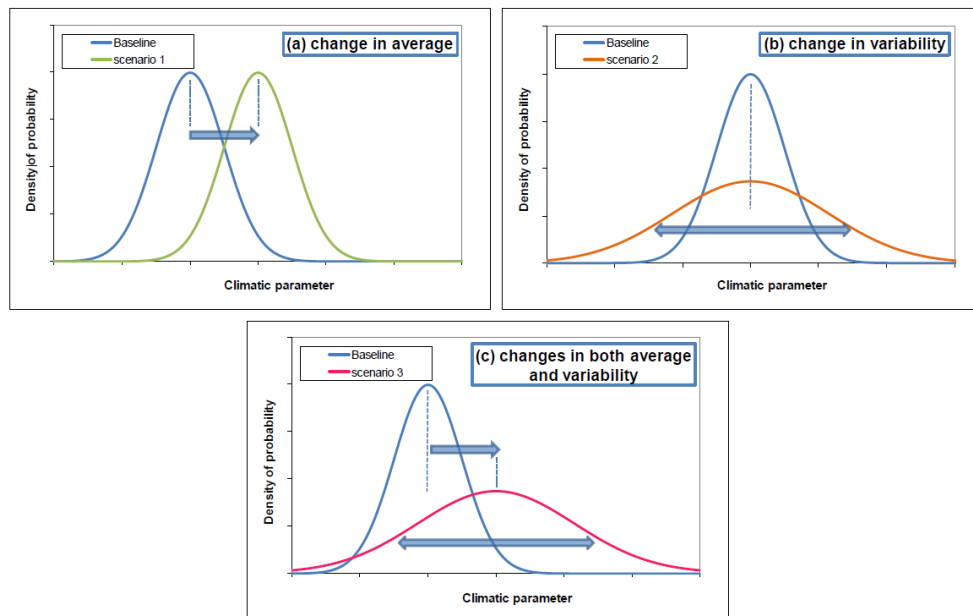 Baseline
scenario 1
(a) change in average
Density|of probability
Climatic parameter
Baseline
scenario 2
(b) change in variability
Density of probability
Climatic parameter
Baseline
scenario 3
(c) changes in both average
and variability
Density of probability
Climatic parameter